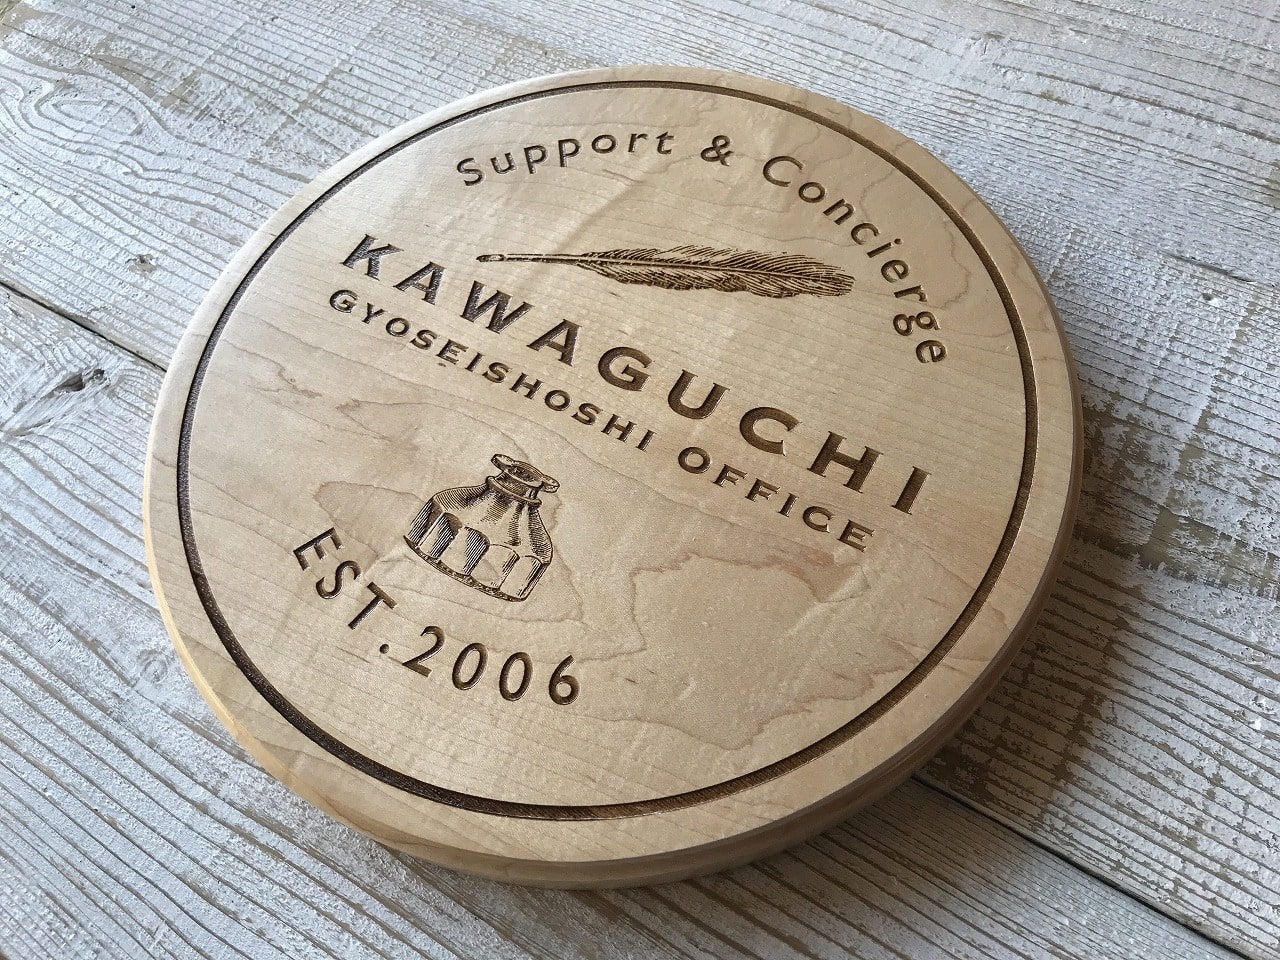 Support & Concierge
KAWAGUCHI
GYOSEISHOSHI OFFICE
EST.2006